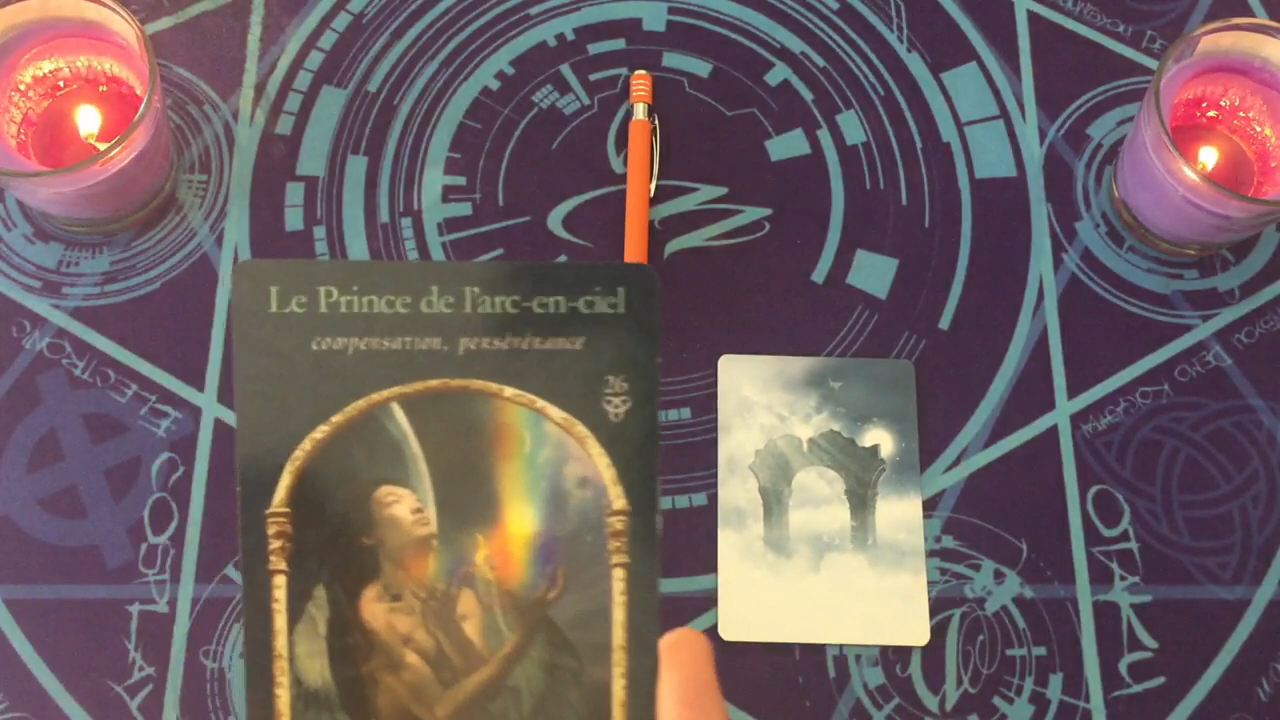 Le Prince de l'arc-en-ciel
compensation, persévérance
26
ELECTRONIC
COSPLAY
OTAKU